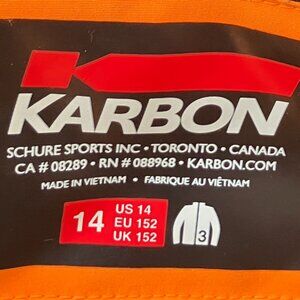 KARBON
SCHURE SPORTS INC • TORONTO • CANADA
CA # 08289 • RN # 088968 • KARBON.COM
MADE IN VIETNAM • FABRIQUE AU VIÊTNAM
14
US 14
EU 152
UK 152
3